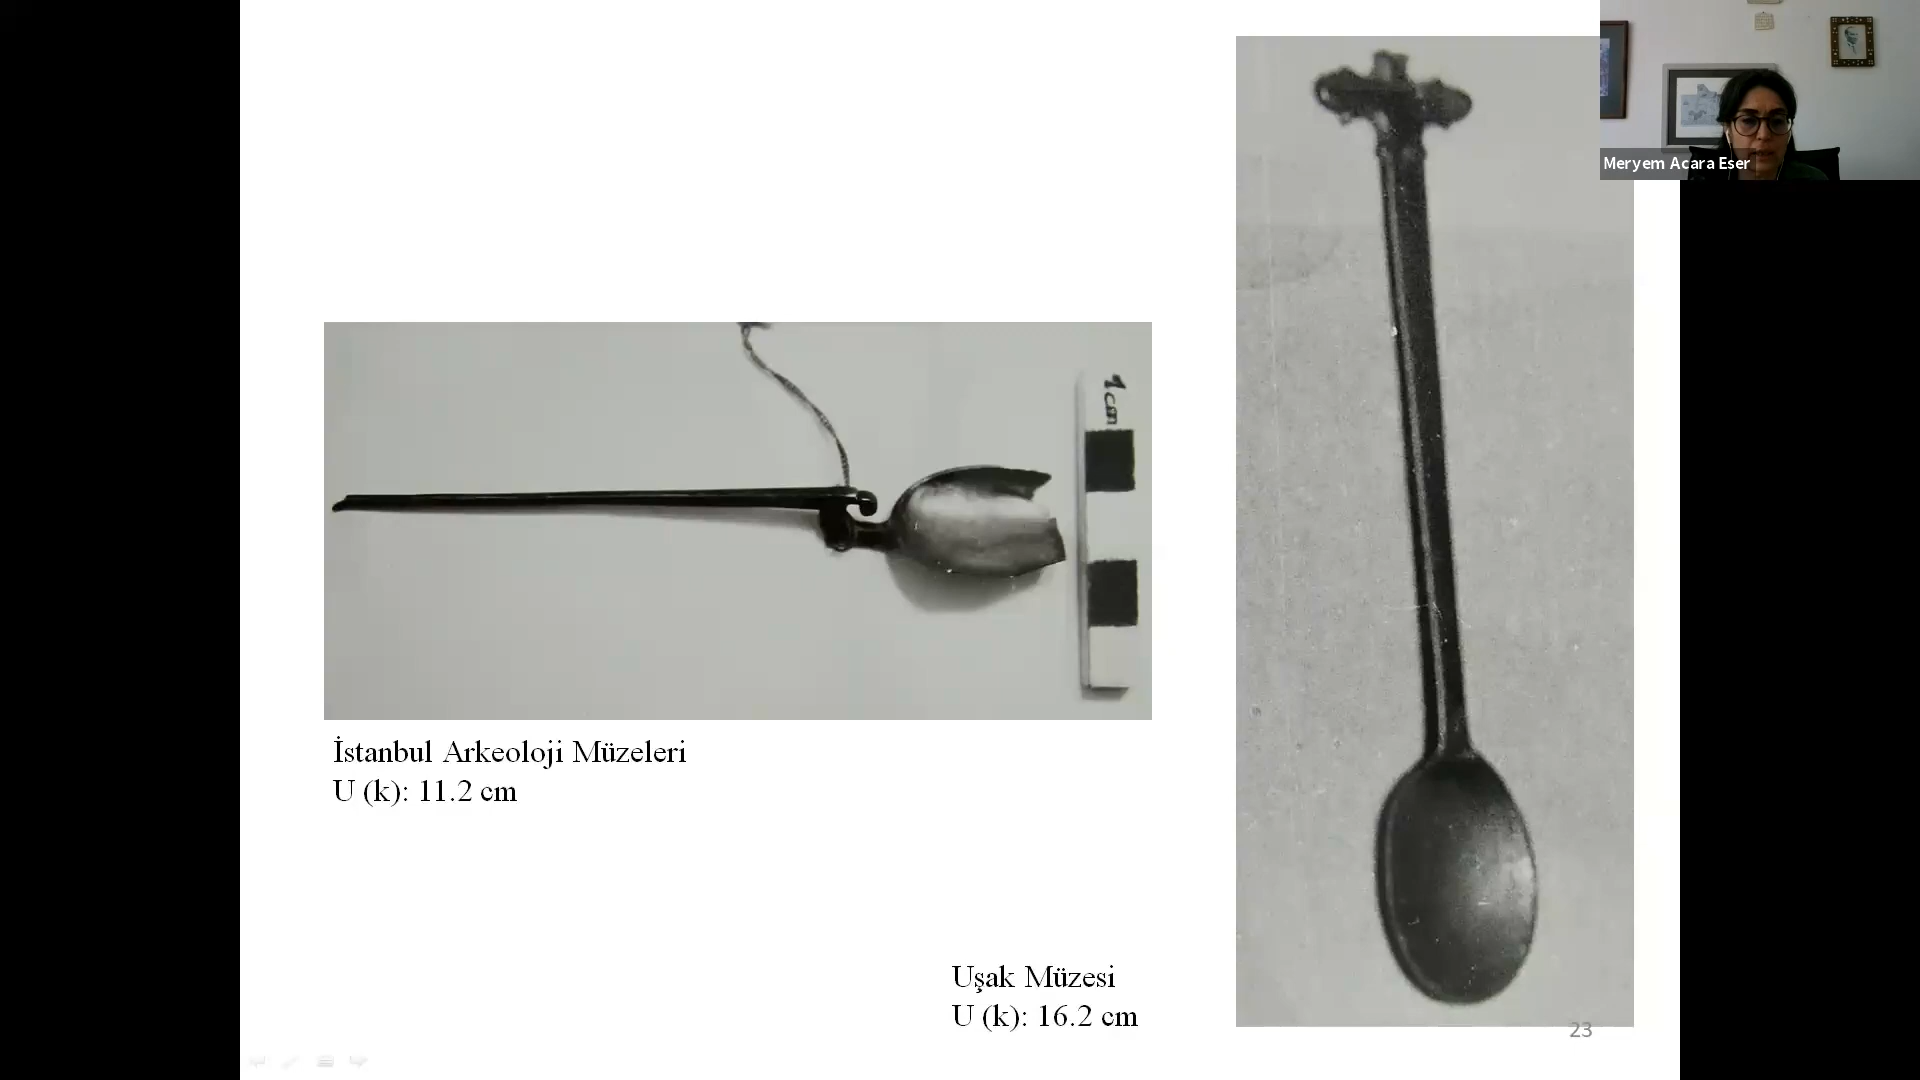 Meryem Acara Eser
1 cm
İstanbul Arkeoloji Müzeleri
U (k): 11.2 cm
Uşak Müzesi
U (k): 16.2 cm
23